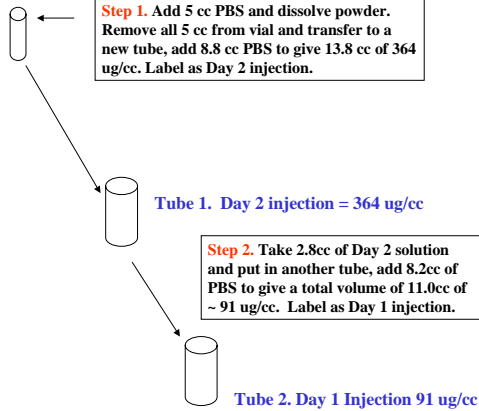 Step 1. Add 5 cc PBS and dissolve powder.
Remove all 5 cc from vial and transfer to a
new tube, add 8.8 cc PBS to give 13.8 cc of 364
ug/cc. Label as Day 2 injection.
Tube 1. Day 2 injection = 364 ug/cc
Step 2. Take 2.8cc of Day 2 solution
and put in another tube, add 8.2cc of
PBS to give a total volume of 11.0cc of
~ 91 ug/cc. Label as Day 1 injection.
Tube 2. Day 1 Injection 91 ug/cc